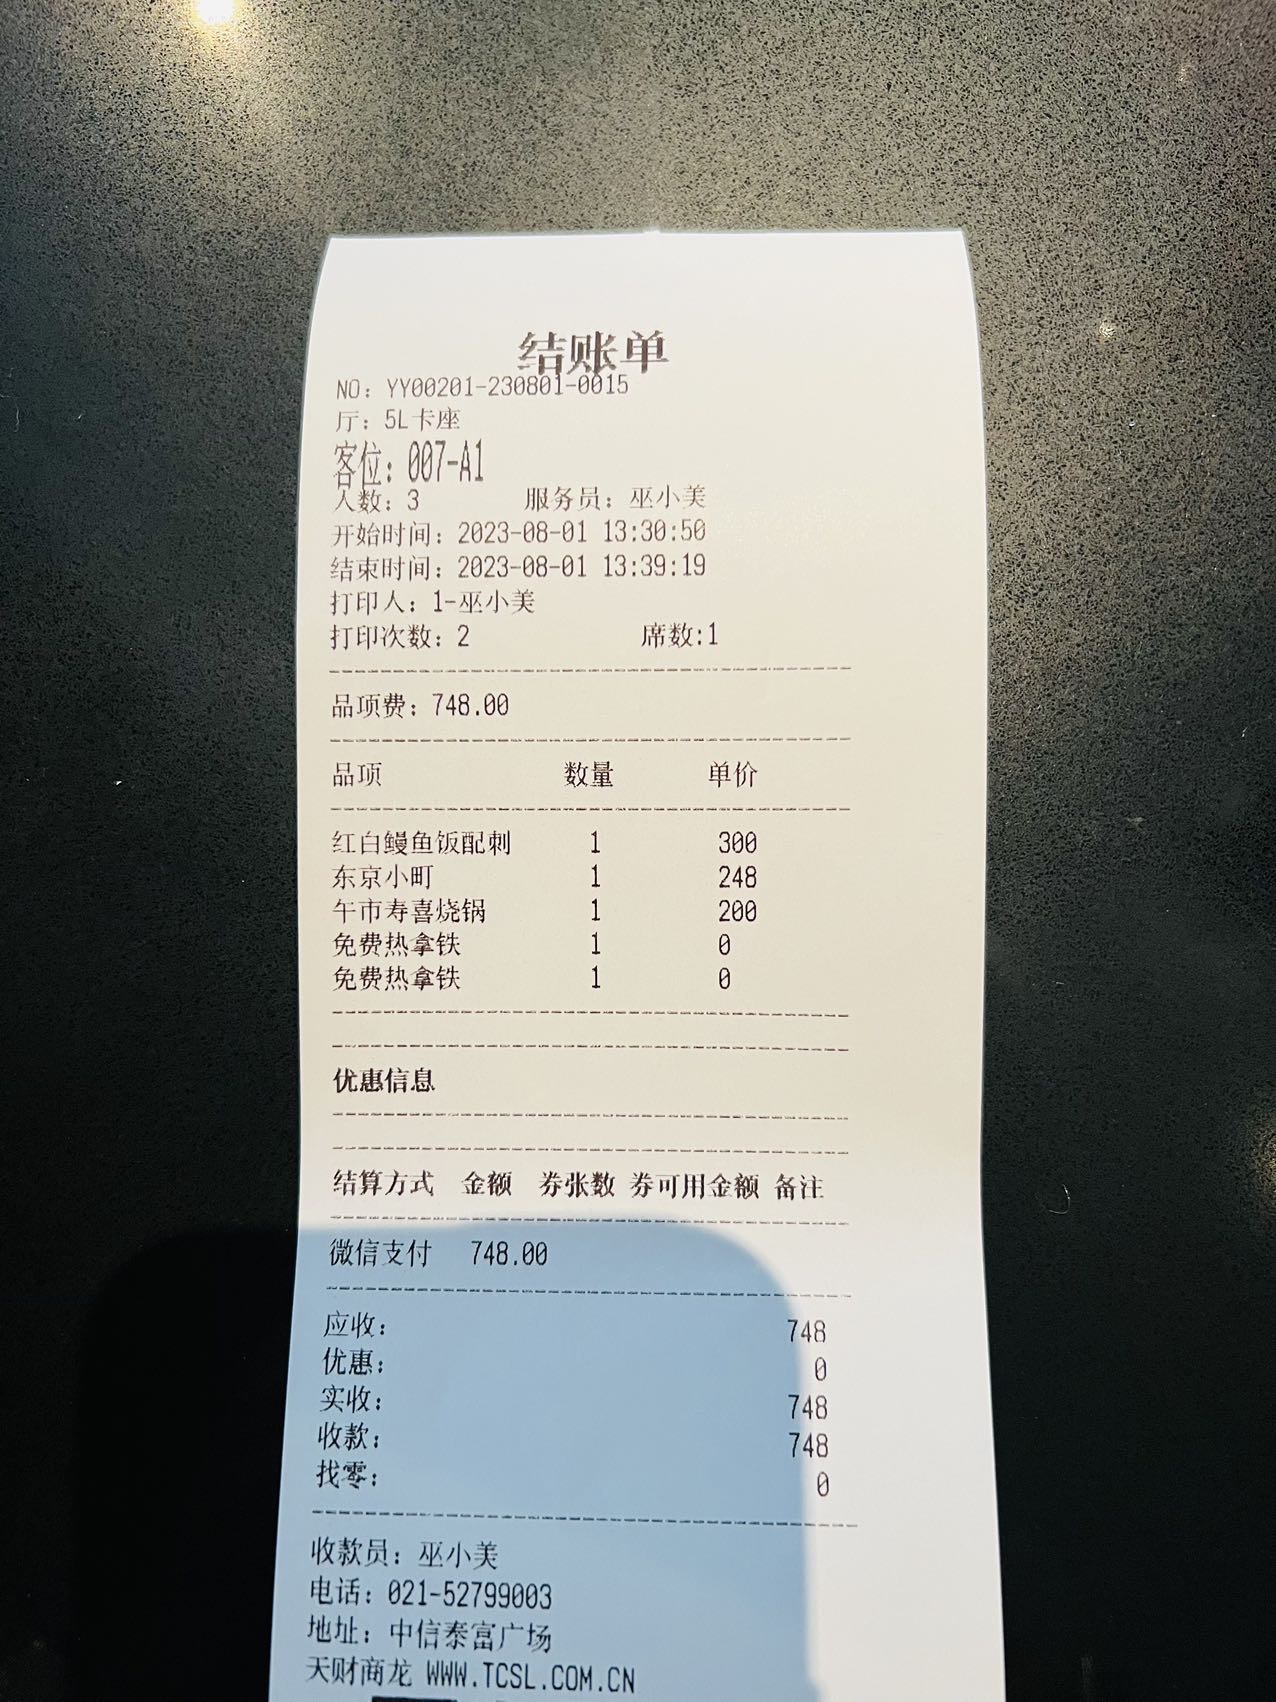 结账单
NO: YY00201-230801-0015
厅: 5L卡座
客位: 007-A1
人数: 3 服务员: 巫小美
开始时间: 2023-08-01 13:30:50
结束时间: 2023-08-01 13:39:19
打印人: 1-巫小美
打印次数: 2 席数:1
品项费: 748.00
品项 数量 单价
红白鳗鱼饭配刺 1 300
东京小町 1 248
午市寿喜烧锅 1 200
免费热拿铁 1 0
免费热拿铁 1 0
优惠信息
结算方式 金额 券张数 券可用金额 备注
微信支付 748.00
应收: 748
优惠: 0
实收: 748
收款: 748
找零: 0
收款员: 巫小美
电话: 021-52799003
地址: 中信泰富广场
天财商龙 WWW.TCSL.COM.CN